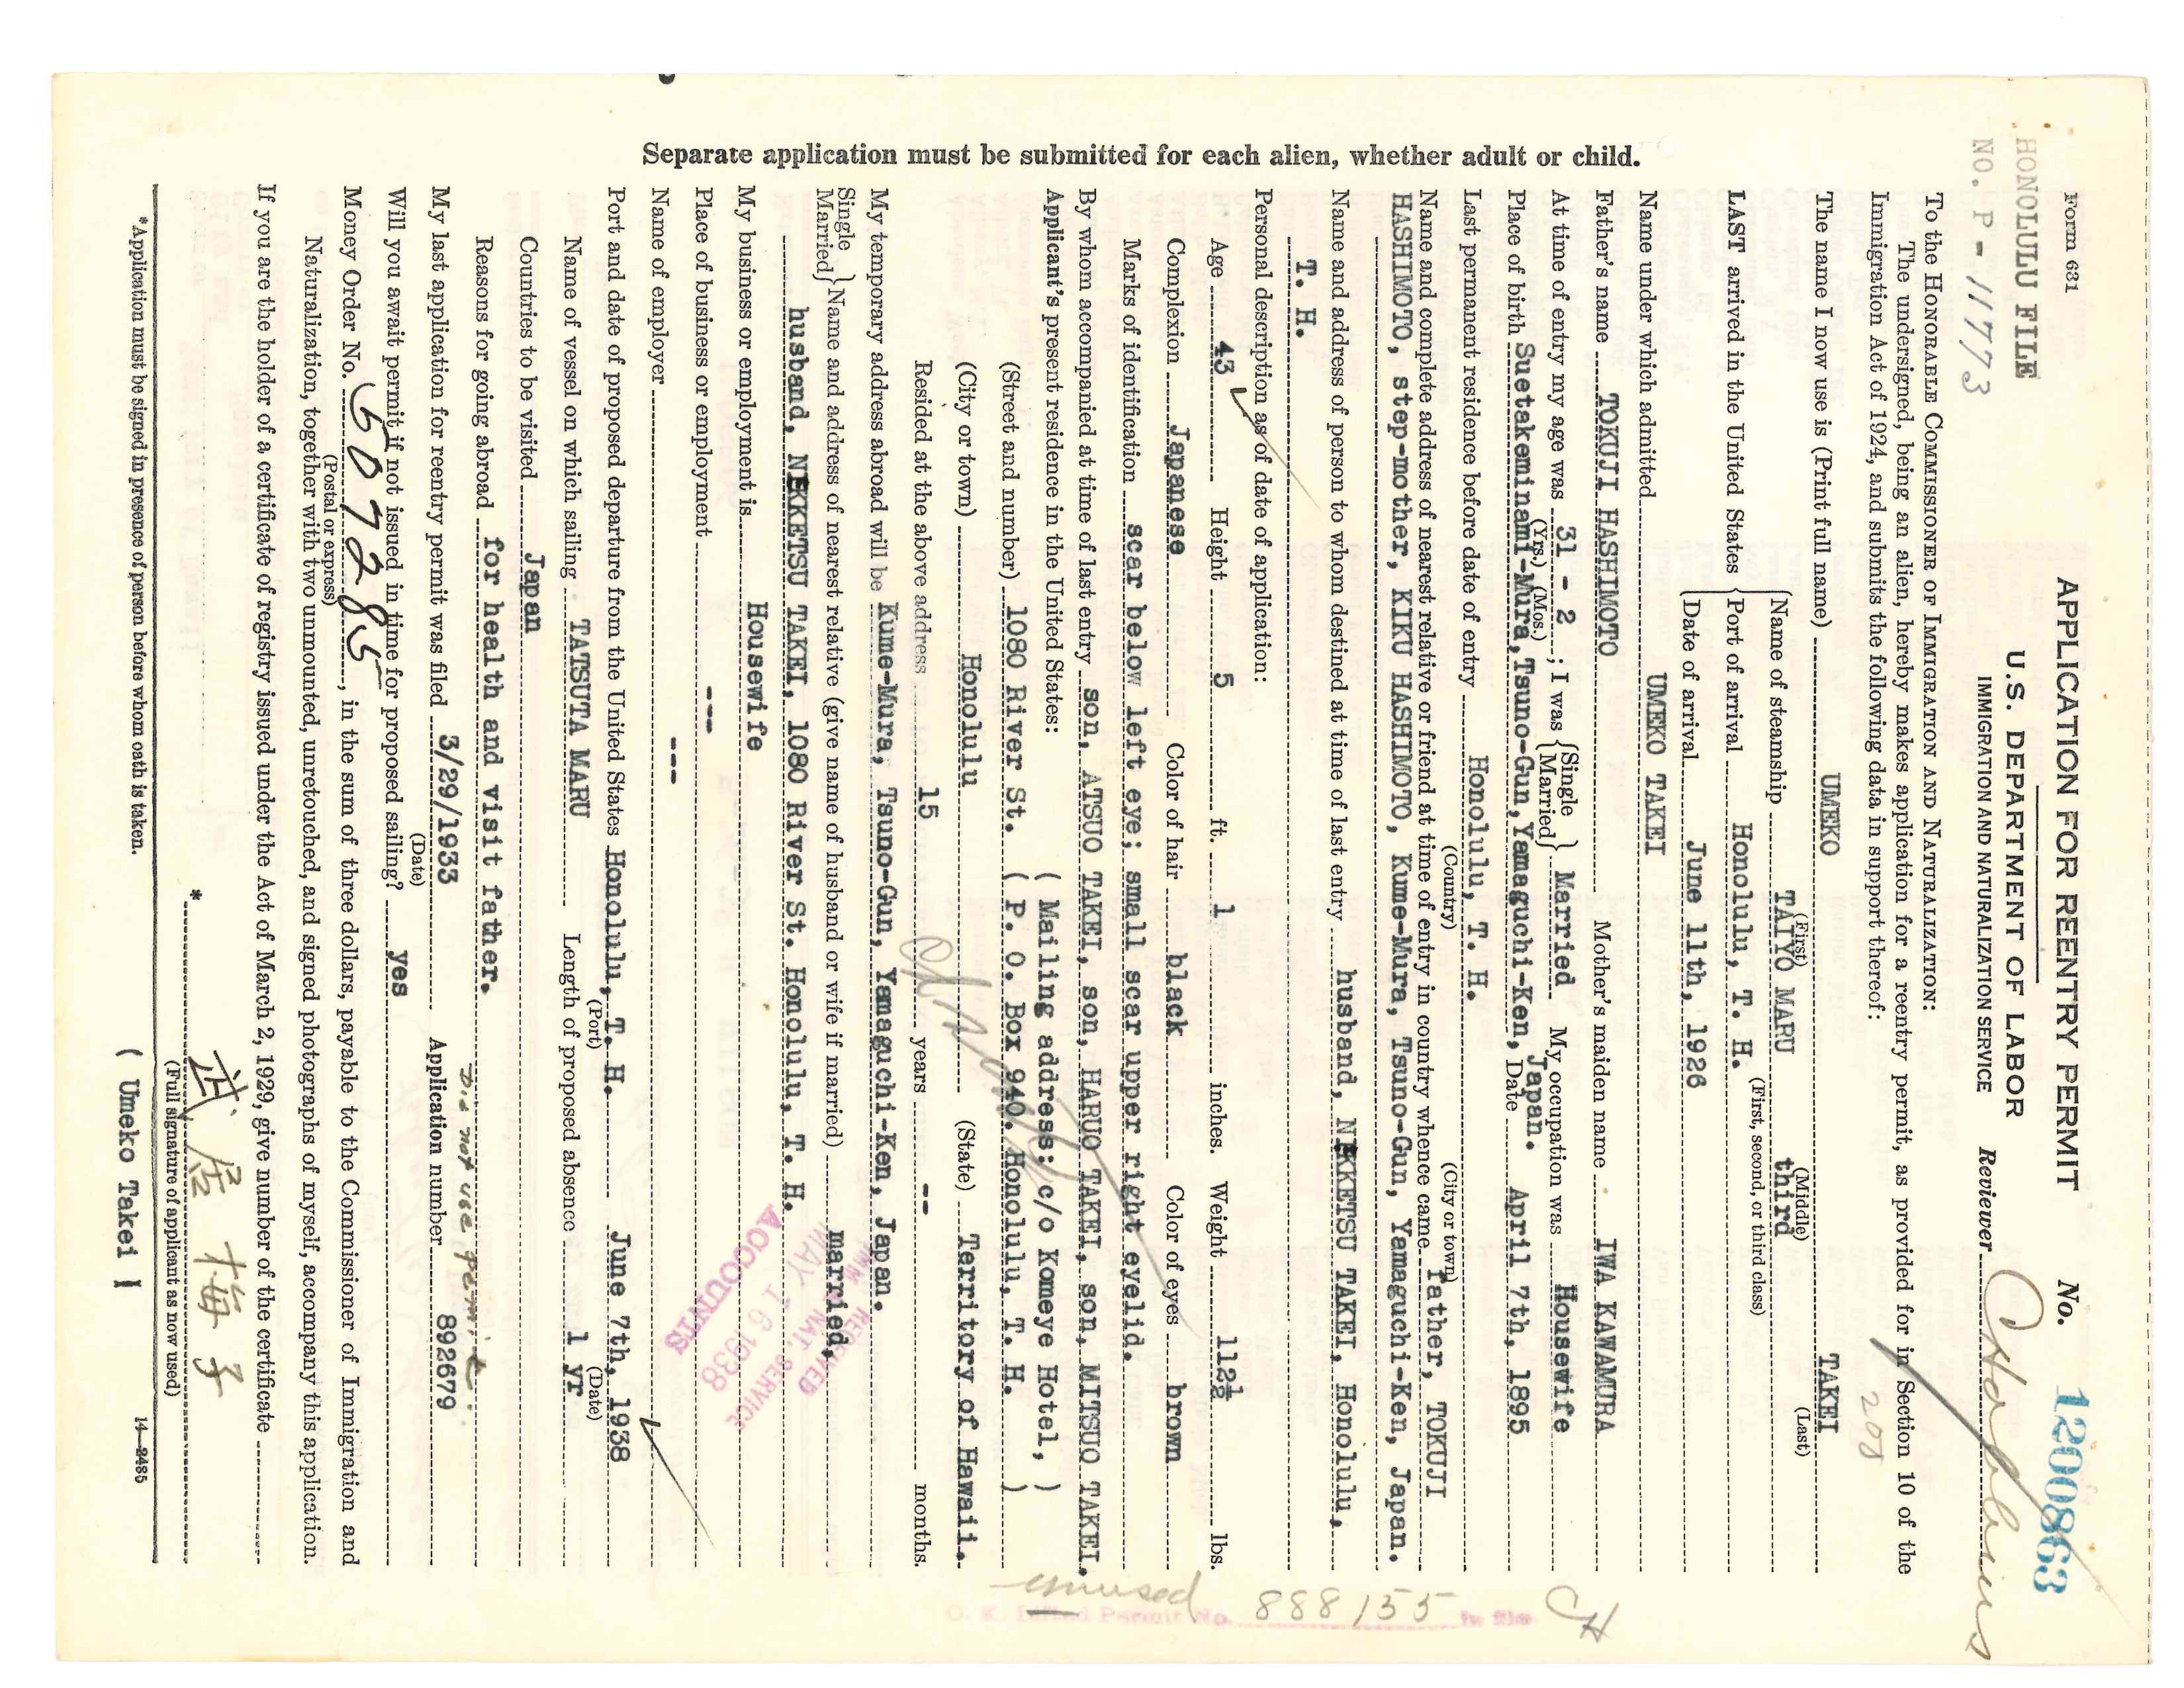 Form 631
APPLICATION FOR REENTRY PERMIT
No. 1200863
HONOLULU FILE
NO. P - 11773
U.S. DEPARTMENT OF LABOR
IMMIGRATION AND NATURALIZATION SERVICE
Reviewer CHobbins
To the HONORABLE COMMISSIONER OF IMMIGRATION AND NATURALIZATION:
The undersigned, being an alien, hereby makes application for a reentry permit, as provided for in Section 10 of the
Immigration Act of 1924, and submits the following data in support thereof:
200
The name I now use is (Print full name) UMEKO TAKEI
(First) (Middle) (Last)
LAST arrived in the United States
Name of steamship TAIYO MARU third
(First, second, or third class)
Port of arrival Honolulu, T. H.
Date of arrival June 11th, 1926
Name under which admitted UMEKO TAKEI
Father's name TOKUJI HASHIMOTO Mother's maiden name IWA KAWAMURA
At time of entry my age was 31 - 2; I was {Single Married} Married My occupation was Housewife
(Yrs.) (Mos.)
Place of birth Suetakeminami-Mura, Tsuno-Gun, Yamaguchi-Ken, Japan. Date April 7th, 1895
Last permanent residence before date of entry Honolulu, T. H.
(Country) (City or town)
Name and complete address of nearest relative or friend at time of entry in country whence came father, TOKUJI
HASHIMOTO, step-mother, KIKU HASHIMOTO, Kume-Mura, Tsuno-Gun, Yamaguchi-Ken, Japan.
Name and address of person to whom destined at time of last entry husband, NIKKETSU TAKEI, Honolulu,
T. H.
Personal description as of date of application:
Age 43 Height 5 ft. 1 inches. Weight 112½ lbs.
Complexion Japanese Color of hair black Color of eyes brown
Marks of identification scar below left eye; small scar upper right eyelid.
By whom accompanied at time of last entry son, ATSUO TAKEI, son, HARUO TAKEI, son, MITSUO TAKEI.
Applicant's present residence in the United States: ( Mailing address: c/o Komeye Hotel, )
(Street and number) 1080 River St. ( P. O. Box 940. Honolulu, T. H. )
(City or town) Honolulu (State) Territory of Hawaii.
Resided at the above address 15 years -- months.
My temporary address abroad will be Kume-Mura, Tsuno-Gun, Yamaguchi-Ken, Japan.
Single Married} Name and address of nearest relative (give name of husband or wife if married) married,
husband, NIKKETSU TAKEI, 1080 River St. Honolulu, T. H.
RECEIVED
IMM & NAT. SERVICE
MAY 16 1938
ACCOUNTS
My business or employment is Housewife
Place of business or employment ---
Name of employer ---
Port and date of proposed departure from the United States Honolulu, T. H. June 7th, 1938
(Port) (Date)
Name of vessel on which sailing TATSUTA MARU Length of proposed absence 1 yr
Countries to be visited Japan
Reasons for going abroad for health and visit father.
Did not use permit.
My last application for reentry permit was filed 3/29/1933 Application number 892679
(Date)
Will you await permit if not issued in time for proposed sailing? yes
Money Order No. 507285, in the sum of three dollars, payable to the Commissioner of Immigration and
(Postal or express)
Naturalization, together with two unmounted, unretouched, and signed photographs of myself, accompany this application.
If you are the holder of a certificate of registry issued under the Act of March 2, 1929, give number of the certificate
* 武居梅子
(Full signature of applicant as now used)
*Application must be signed in presence of person before whom oath is taken.
( Umeko Takei )
14—2485
Separate application must be submitted for each alien, whether adult or child.
unused 888155 CH